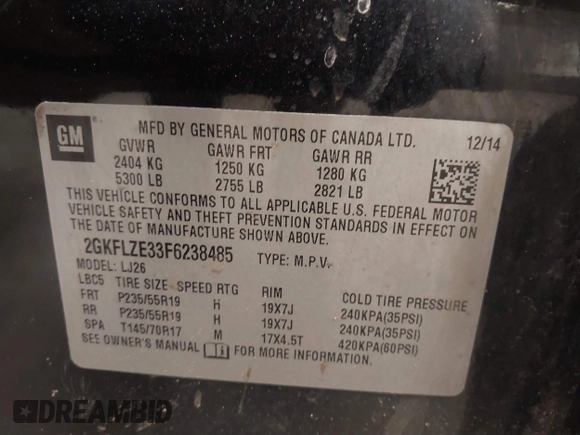 GM
MFD BY GENERAL MOTORS OF CANADA LTD. 12/14
GVWR GAWR FRT GAWR RR
2404 KG 1250 KG 1280 KG
5300 LB 2755 LB 2821 LB
THIS VEHICLE CONFORMS TO ALL APPLICABLE U.S. FEDERAL MOTOR
VEHICLE SAFETY AND THEFT PREVENTION STANDARDS IN EFFECT ON
THE DATE OF MANUFACTURE SHOWN ABOVE.
2GKFLZE33F6238485 TYPE: M.P.V.
MODEL: LJ26
LBC5 TIRE SIZE SPEED RTG RIM COLD TIRE PRESSURE
FRT P235/55R19 H 19X7J 240KPA(35PSI)
RR P235/55R19 H 19X7J 240KPA(35PSI)
SPA T145/70R17 M 17X4.5T 420KPA(60PSI)
SEE OWNER'S MANUAL FOR MORE INFORMATION.
DREAMBID